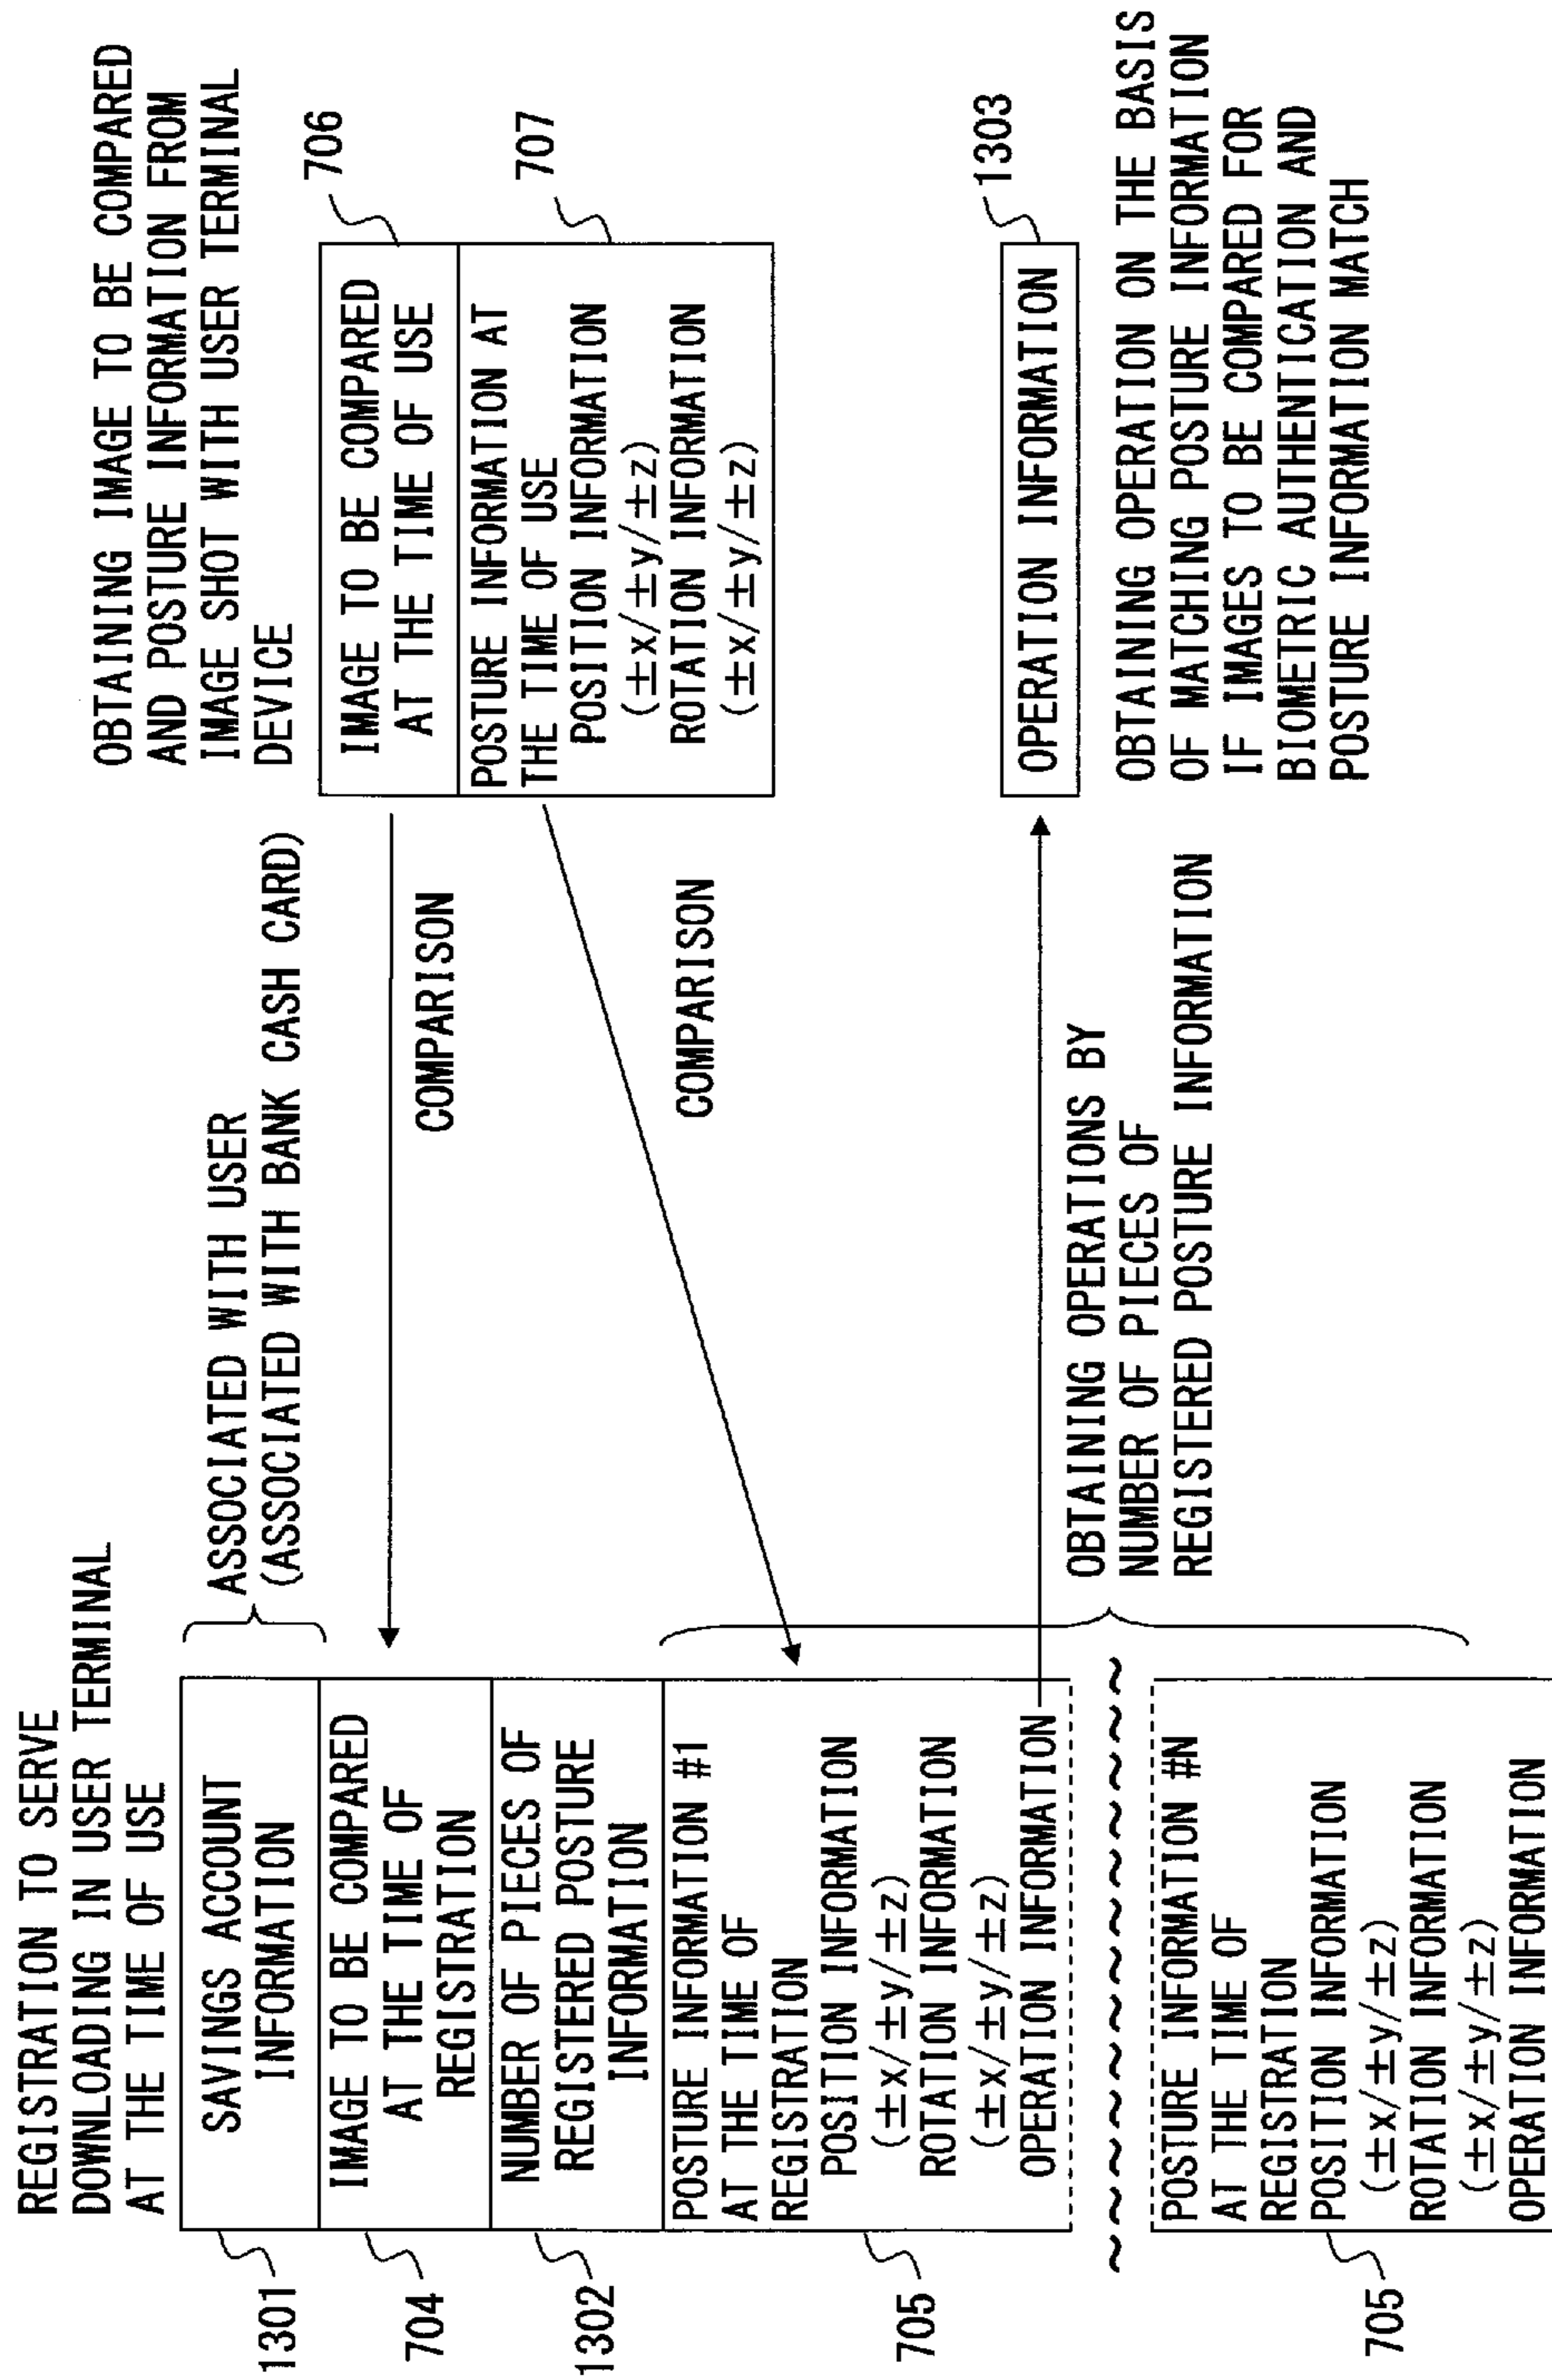 REGISTRATION TO SERVE
DOWNLOADING IN USER TERMINAL
AT THE TIME OF USE
1301
SAVINGS ACCOUNT
INFORMATION
704
IMAGE TO BE COMPARED
AT THE TIME OF
REGISTRATION
1302
NUMBER OF PIECES OF
REGISTERED POSTURE
INFORMATION
705
POSTURE INFORMATION #1
AT THE TIME OF
REGISTRATION
POSITION INFORMATION
(±x/±y/±z)
ROTATION INFORMATION
(±x/±y/±z)
OPERATION INFORMATION
705
POSTURE INFORMATION #N
AT THE TIME OF
REGISTRATION
POSITION INFORMATION
(±x/±y/±z)
ROTATION INFORMATION
(±x/±y/±z)
OPERATION INFORMATION
ASSOCIATED WITH USER
(ASSOCIATED WITH BANK CASH CARD)
COMPARISON
COMPARISON
OBTAINING OPERATIONS BY
NUMBER OF PIECES OF
REGISTERED POSTURE INFORMATION
OBTAINING IMAGE TO BE COMPARED
AND POSTURE INFORMATION FROM
IMAGE SHOT WITH USER TERMINAL
DEVICE
706
IMAGE TO BE COMPARED
AT THE TIME OF USE
707
POSTURE INFORMATION AT
THE TIME OF USE
POSITION INFORMATION
(±x/±y/±z)
ROTATION INFORMATION
(±x/±y/±z)
1303
OPERATION INFORMATION
OBTAINING OPERATION ON THE BASIS
OF MATCHING POSTURE INFORMATION
IF IMAGES TO BE COMPARED FOR
BIOMETRIC AUTHENTICATION AND
POSTURE INFORMATION MATCH